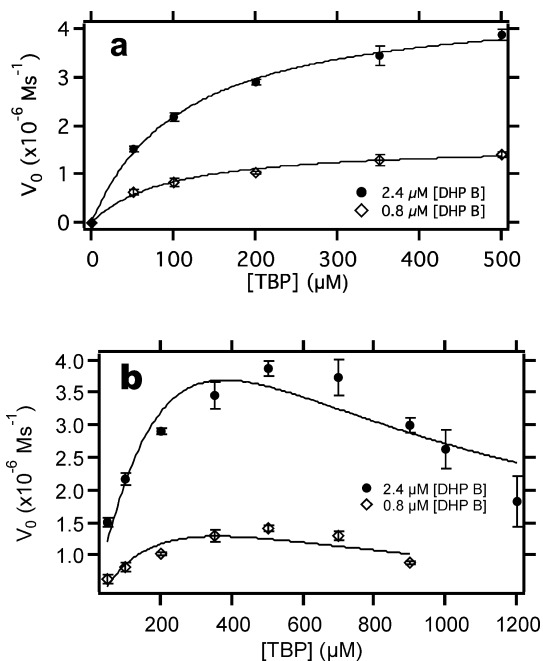 a
V₀ (x10⁻⁶ Ms⁻¹)
4
3
2
1
0
2.4 µM [DHP B]
0.8 µM [DHP B]
0 100 200 300 400 500
[TBP] (µM)
b
V₀ (x10⁻⁶ Ms⁻¹)
4.0
3.5
3.0
2.5
2.0
1.5
1.0
2.4 µM [DHP B]
0.8 µM [DHP B]
200 400 600 800 1000 1200
[TBP] (µM)